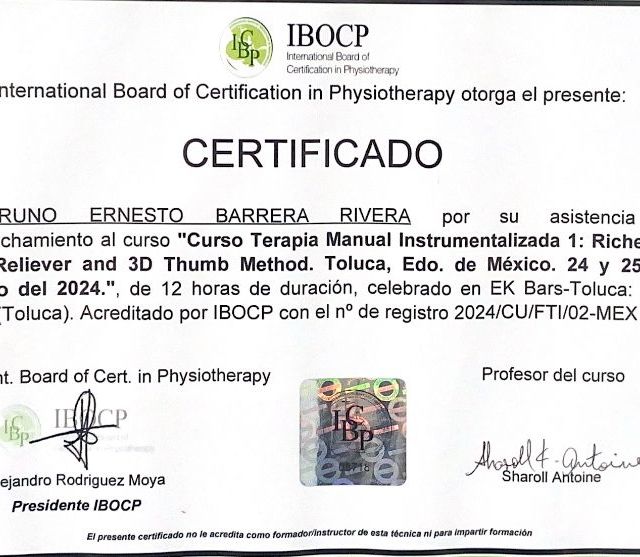 IBOCP
International Board of
Certification in Physiotherapy
nternational Board of Certification in Physiotherapy otorga el presente:
CERTIFICADO
RUNO ERNESTO BARRERA RIVERA por su asistencia
chamiento al curso "Curso Terapia Manual Instrumentalizada 1: Riche
Reliever and 3D Thumb Method. Toluca, Edo. de México. 24 y 25
o del 2024.", de 12 horas de duración, celebrado en EK Bars-Toluca:
(Toluca). Acreditado por IBOCP con el nº de registro 2024/CU/FTI/02-MEX
nt. Board of Cert. in Physiotherapy
Profesor del curso
IBOCP
ICBP
Sharoll Antoine
lejandro Rodriguez Moya
Presidente IBOCP
El presente certificado no le acredita como formador/instructor de esta técnica ni para impartir formación